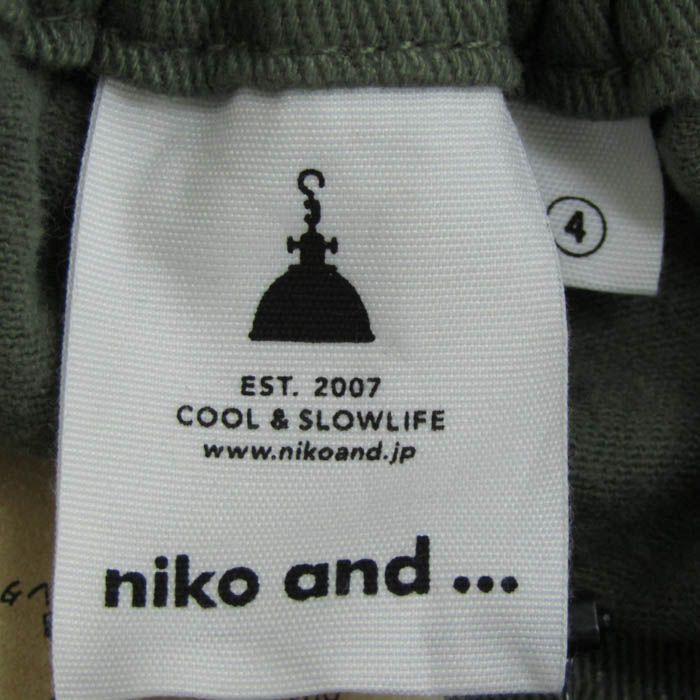 4
EST. 2007
COOL & SLOWLIFE
www.nikoand.jp
niko and ...